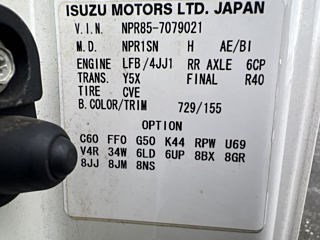 ISUZU MOTORS LTD. JAPAN
V.I.N. NPR85-7079021
M.D. NPR1SN H AE/BI
ENGINE LFB/4JJ1 RR AXLE 6CP
TRANS. Y5X FINAL R40
TIRE CVE
B.COLOR/TRIM 729/155
OPTION
C60 FF0 G50 K44 RPW U69
V4R 34W 6LD 6UP 8BX 8GR
8JJ 8JM 8NS